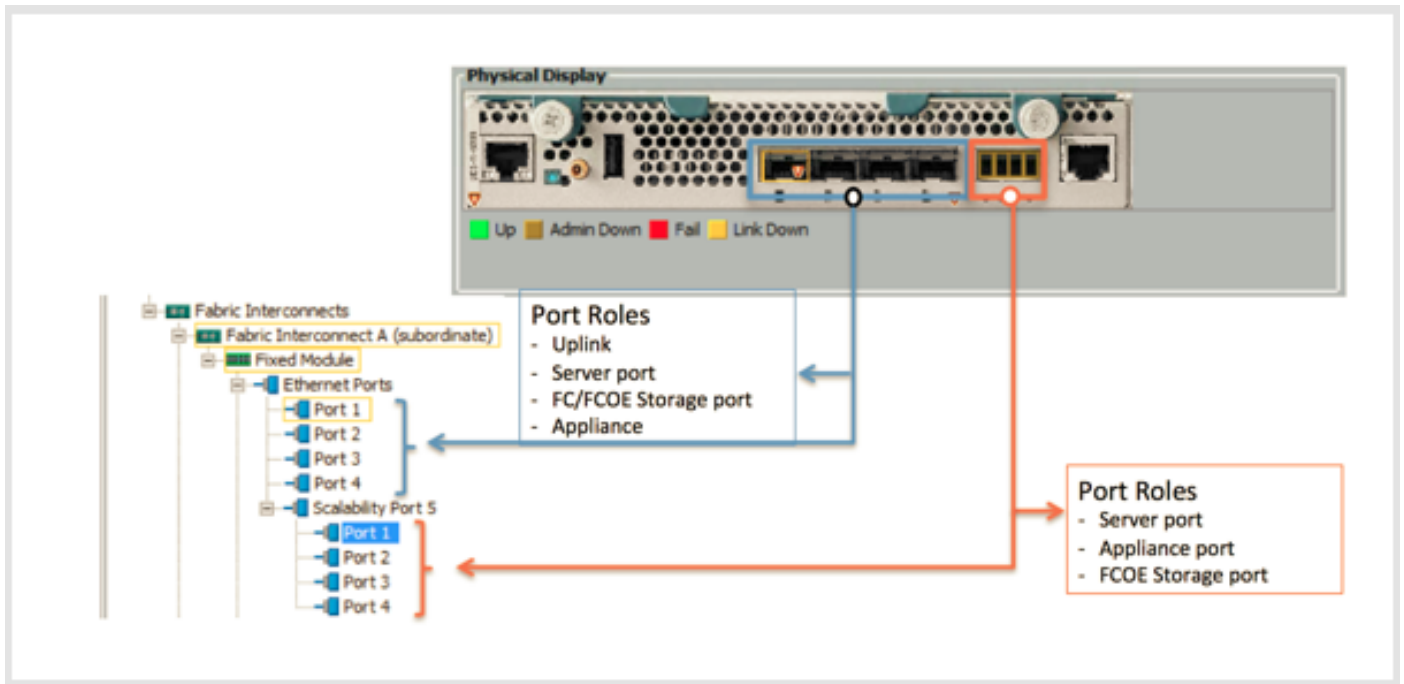 Physical Display
Up Admin Down Fail Link Down
Fabric Interconnects
Fabric Interconnect A (subordinate)
Fixed Module
Ethernet Ports
Port 1
Port 2
Port 3
Port 4
Scalability Port 5
Port 1
Port 2
Port 3
Port 4
Port Roles
- Uplink
- Server port
- FC/FCOE Storage port
- Appliance
Port Roles
- Server port
- Appliance port
- FCOE Storage port